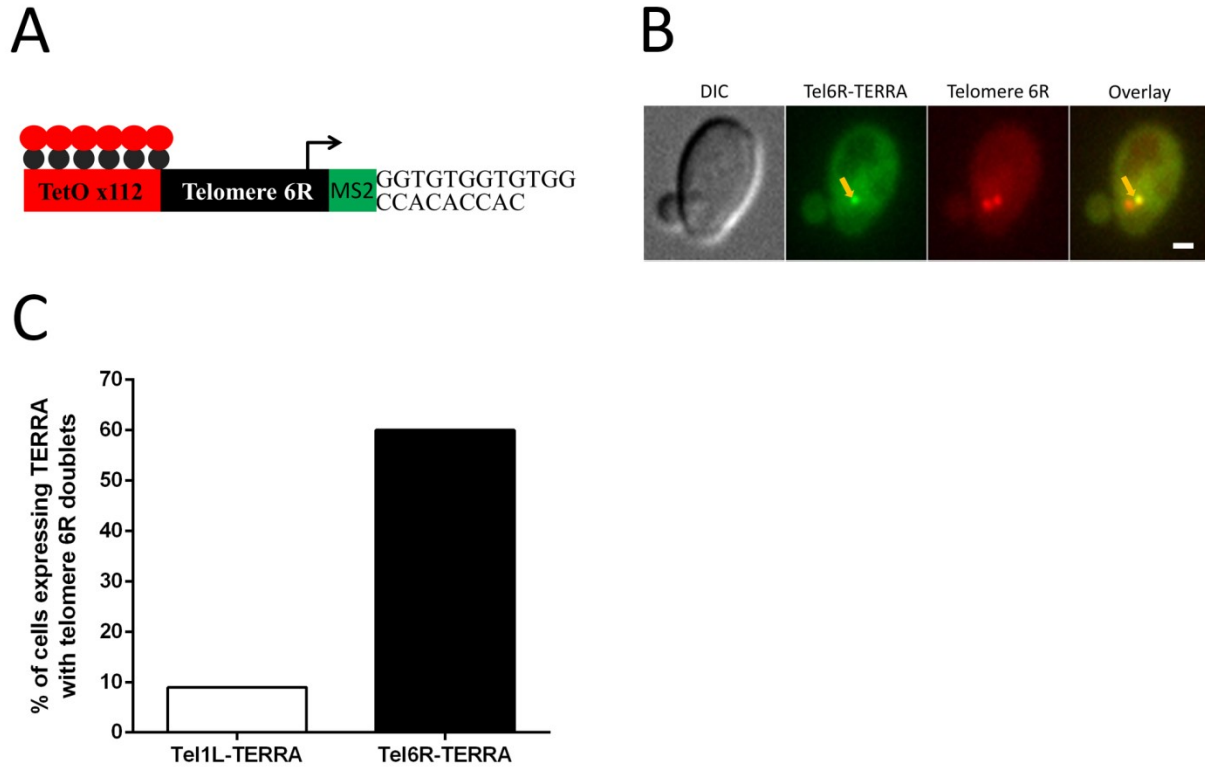 A
TetO x112 Telomere 6R MS2 GGTGTGGTGTGG
CCACACCAC
B
DIC Tel6R-TERRA Telomere 6R Overlay
C
% of cells expressing TERRA
with telomere 6R doublets
70
60
50
40
30
20
10
0
Tel1L-TERRA Tel6R-TERRA